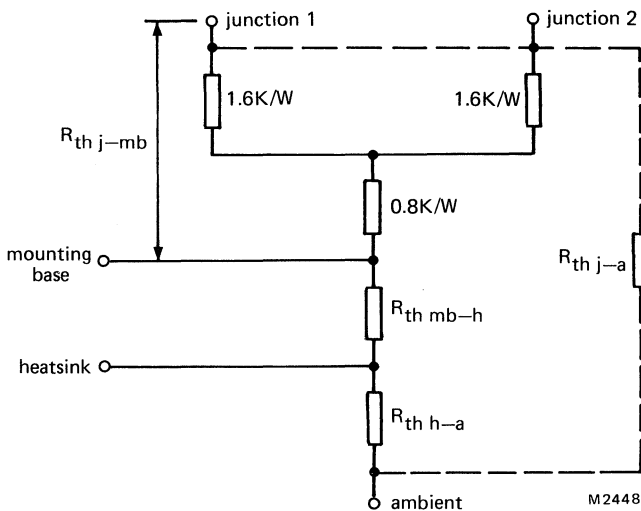 junction 1
junction 2
1.6K/W
1.6K/W
R th j–mb
0.8K/W
mounting
base
R th j–a
R th mb–h
heatsink
R th h–a
ambient
M2448